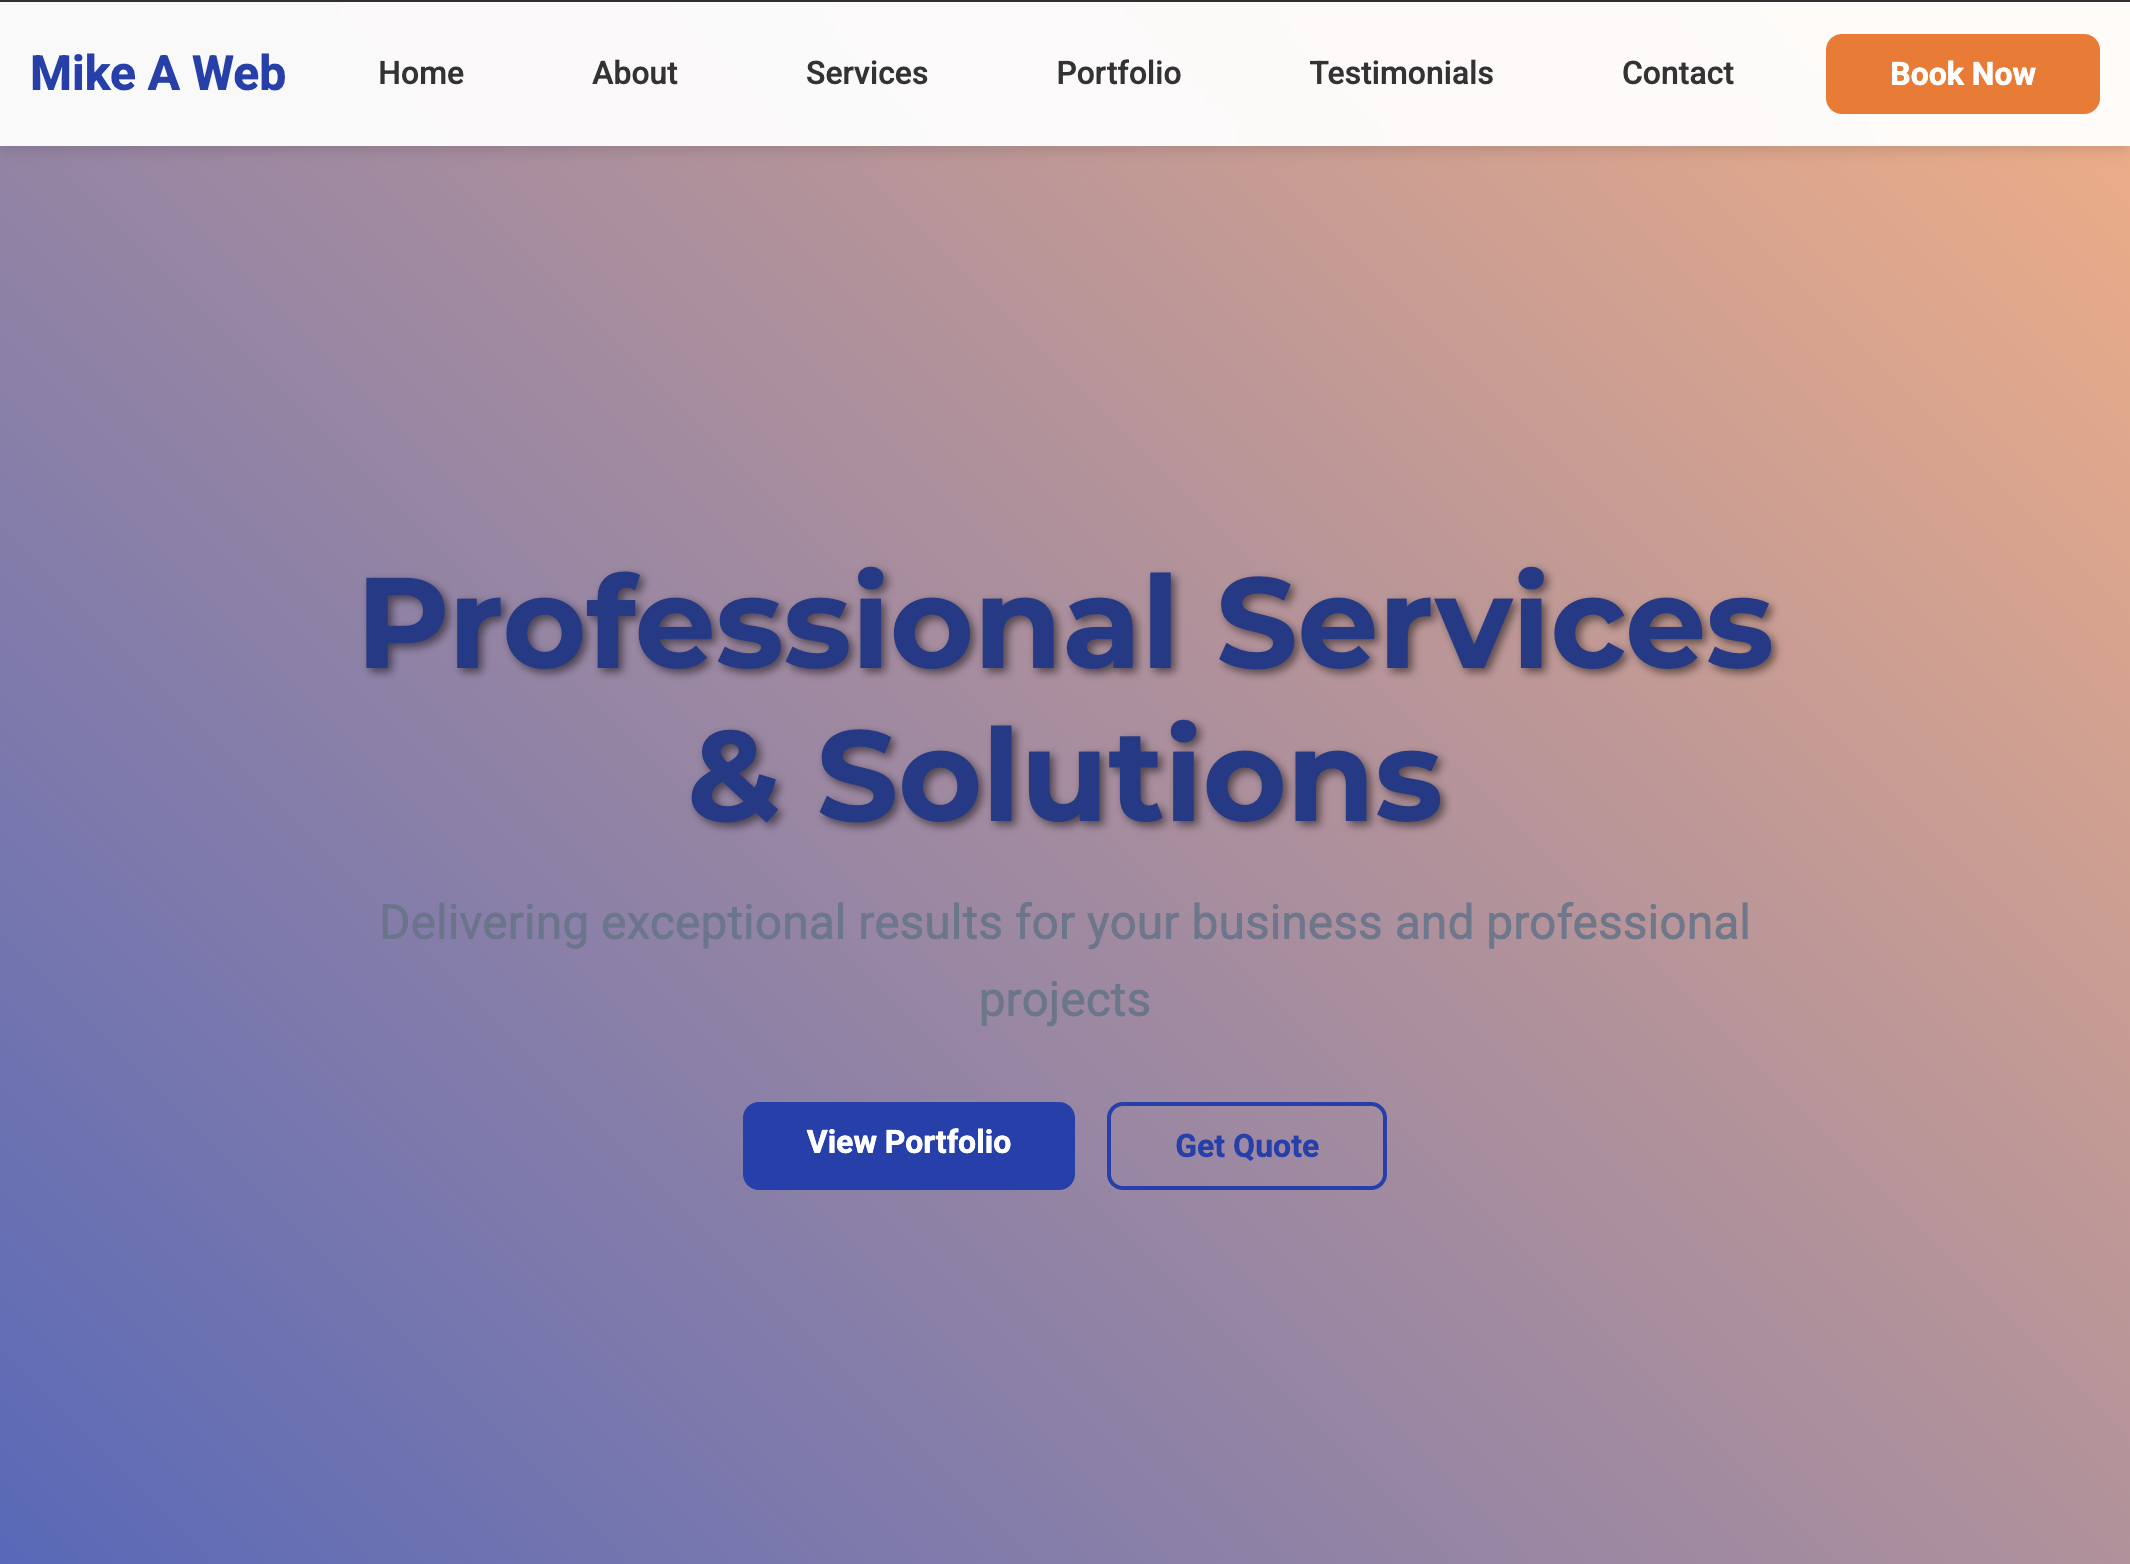 Mike A Web
Home
About
Services
Portfolio
Testimonials
Contact
Book Now
Professional Services
& Solutions
Delivering exceptional results for your business and professional
projects
View Portfolio
Get Quote